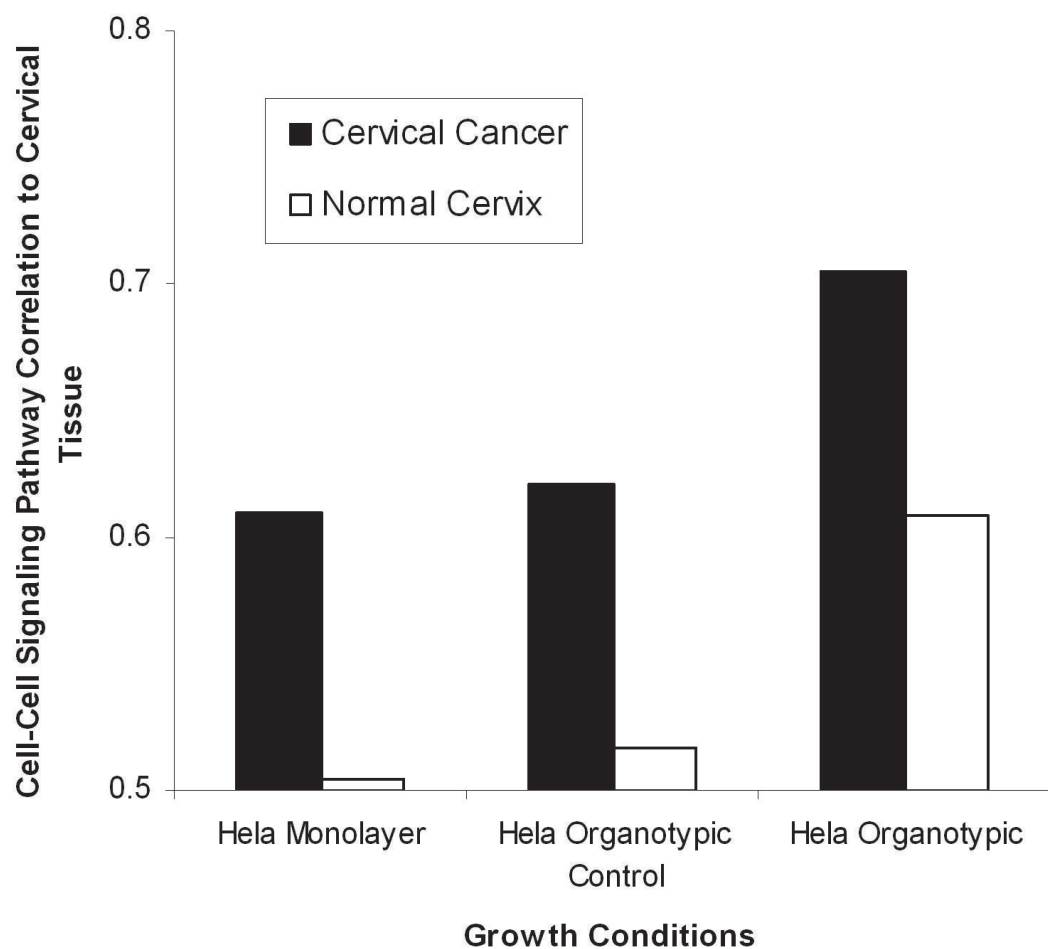 Cell-Cell Signaling Pathway Correlation to Cervical
Tissue
0.8
0.7
0.6
0.5
Cervical Cancer
Normal Cervix
Hela Monolayer
Hela Organotypic
Control
Hela Organotypic
Growth Conditions